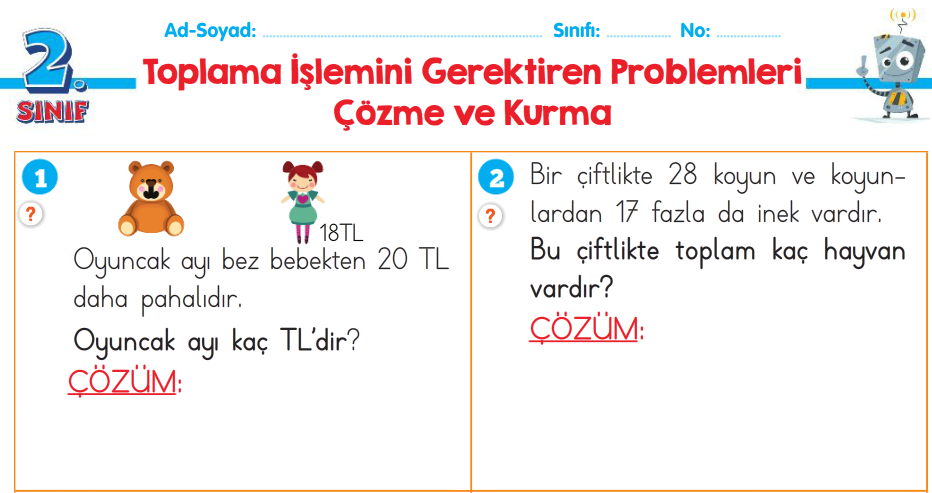 Ad-Soyad: Sınıfı: No:
2.
SINIF
Toplama İşlemini Gerektiren Problemleri
Çözme ve Kurma
1
?
18TL
Oyuncak ayı bez bebekten 20 TL
daha pahalıdır.
Oyuncak ayı kaç TL'dir?
ÇÖZÜM:
2
?
Bir çiftlikte 28 koyun ve koyun-
lardan 17 fazla da inek vardır.
Bu çiftlikte toplam kaç hayvan
vardır?
ÇÖZÜM: